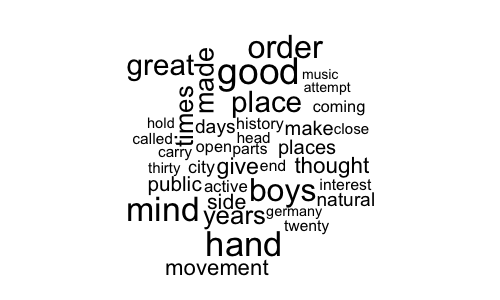 order
great
made
good
music
attempt
times
place
coming
hold
days
history
make
close
called
head
carry
open
parts
places
thirty
city
give
end
thought
public
active
boys
interest
mind
side
natural
years
germany
twenty
hand
movement